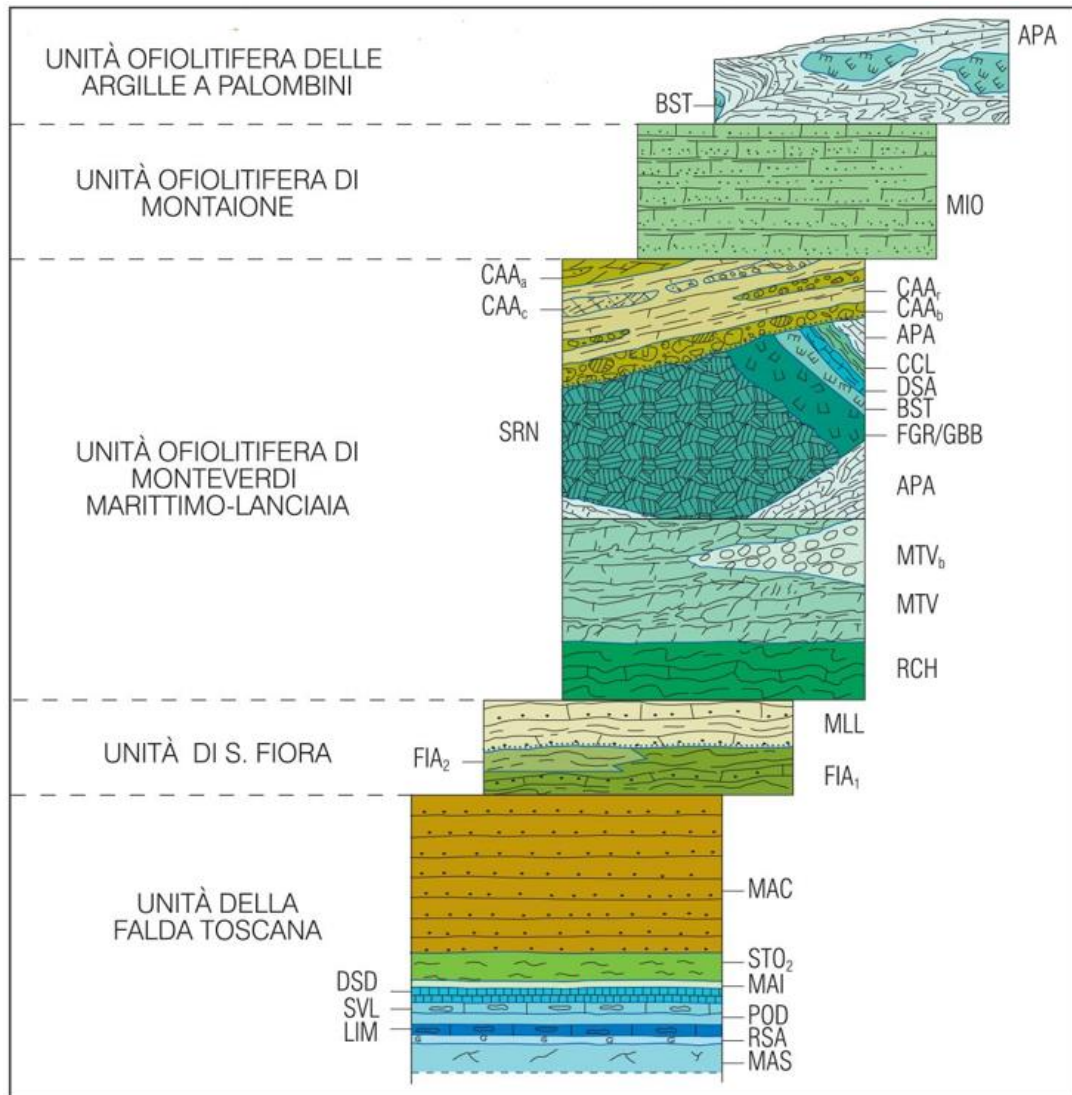 UNITÀ OFIOLITIFERA DELLE
ARGILLE A PALOMBINI
APA
BST
UNITÀ OFIOLITIFERA DI
MONTAIONE
MIO
UNITÀ OFIOLITIFERA DI
MONTEVERDI
MARITTIMO-LANCIAIA
CAAa
CAAc
SRN
CAAr
CAAb
APA
CCL
DSA
BST
FGR/GBB
APA
MTVb
MTV
RCH
UNITÀ DI S. FIORA
FIA2
MLL
FIA1
UNITÀ DELLA
FALDA TOSCANA
DSD
SVL
LIM
MAC
STO2
MAI
POD
RSA
MAS